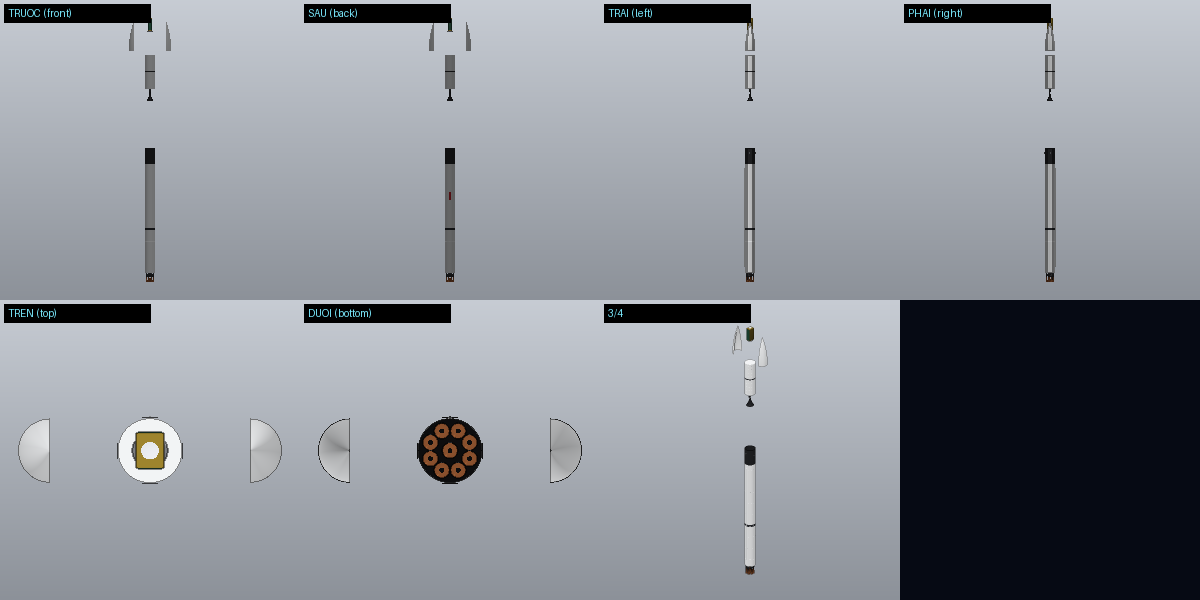 TRUOC (front)
SAU (back)
TRAI (left)
PHAI (right)
TREN (top)
DUOI (bottom)
3/4